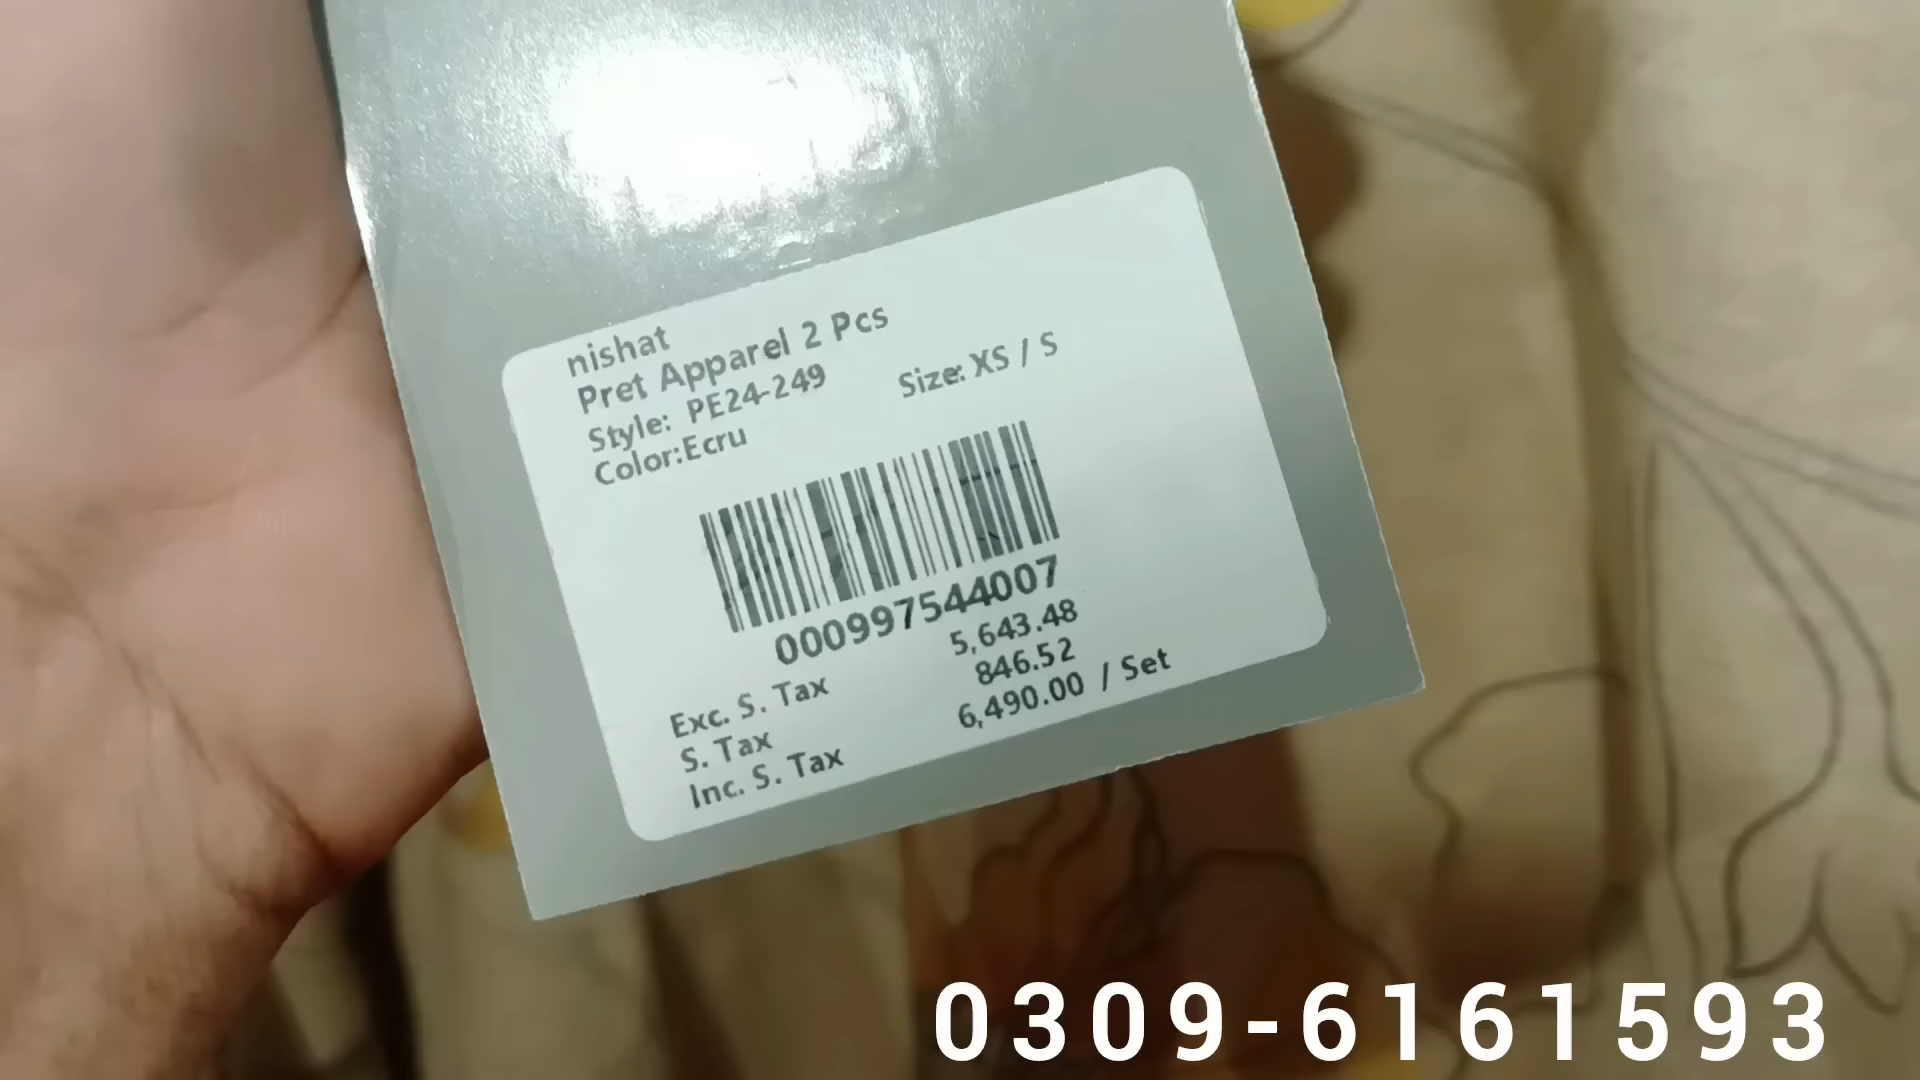 nishat
Pret Apparel 2 Pcs
Style: PE24-249 Size: XS / S
Color:Ecru
000997544007
Exc. S. Tax 5,643.48
S. Tax 846.52
Inc. S. Tax 6,490.00 / Set
0309-6161593